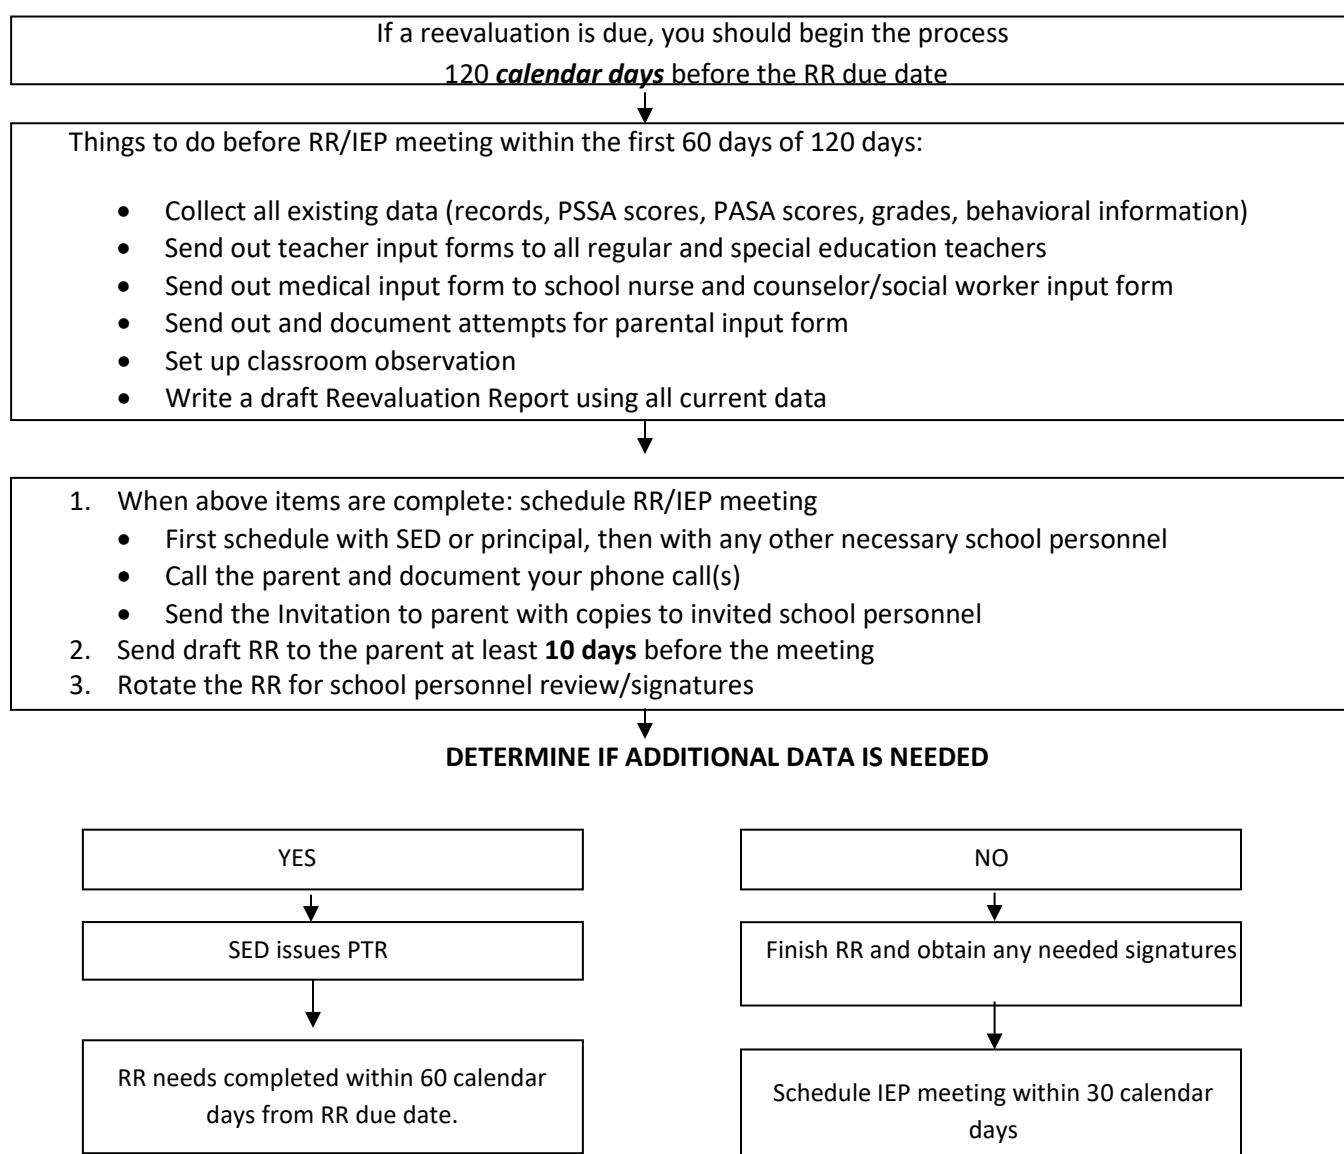 If a reevaluation is due, you should begin the process
120 calendar days before the RR due date
Things to do before RR/IEP meeting within the first 60 days of 120 days:
• Collect all existing data (records, PSSA scores, PASA scores, grades, behavioral information)
• Send out teacher input forms to all regular and special education teachers
• Send out medical input form to school nurse and counselor/social worker input form
• Send out and document attempts for parental input form
• Set up classroom observation
• Write a draft Reevaluation Report using all current data
1. When above items are complete: schedule RR/IEP meeting
• First schedule with SED or principal, then with any other necessary school personnel
• Call the parent and document your phone call(s)
• Send the Invitation to parent with copies to invited school personnel
2. Send draft RR to the parent at least 10 days before the meeting
3. Rotate the RR for school personnel review/signatures
DETERMINE IF ADDITIONAL DATA IS NEEDED
YES
SED issues PTR
RR needs completed within 60 calendar
days from RR due date.
NO
Finish RR and obtain any needed signatures
Schedule IEP meeting within 30 calendar
days